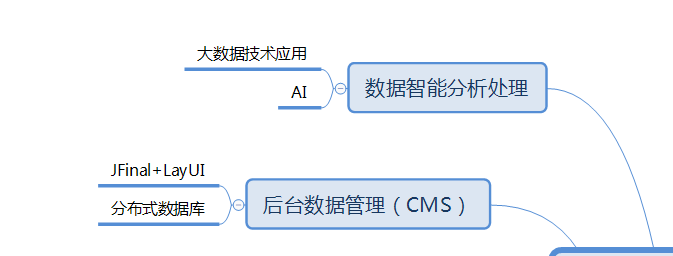 大数据技术应用
AI
数据智能分析处理
JFinal+LayUI
分布式数据库
后台数据管理（CMS）